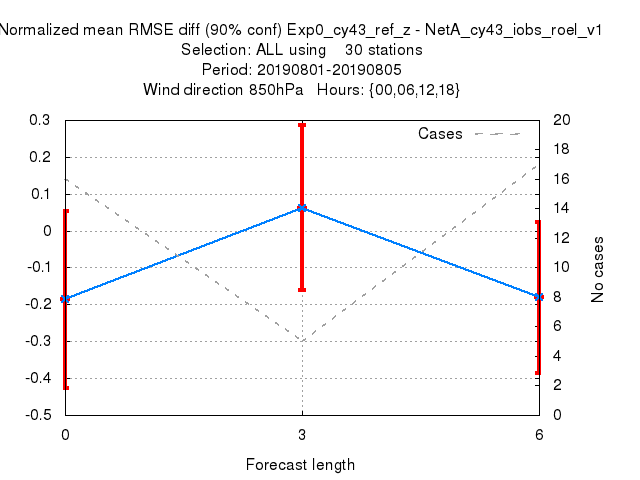 Normalized mean RMSE diff (90% conf) Exp0_cy43_ref_z - NetA_cy43_iobs_roel_v1
Selection: ALL using    30 stations
Period: 20190801-20190805
Wind direction 850hPa   Hours: {00,06,12,18}
Cases
0.3
0.2
0.1
0
-0.1
-0.2
-0.3
-0.4
-0.5
20
18
16
14
12
10
8
6
4
2
0
No cases
0 3 6
Forecast length